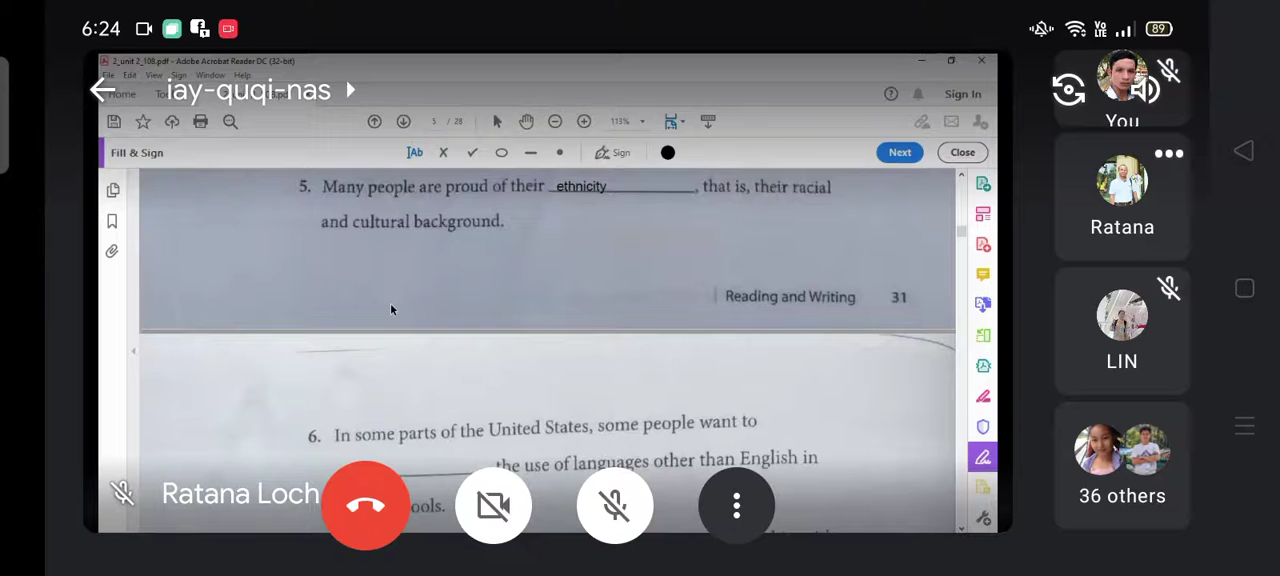 6:24
VO
LTE
89
2_unit 2_108.pdf - Adobe Acrobat Reader DC (32-bit)
File Edit View Sign Window Help
Home
iay-quqi-nas
Sign In
5 / 28
113%
Fill & Sign
Ab
Sign
Next
Close
5. Many people are proud of their ethnicity, that is, their racial
and cultural background.
Reading and Writing 31
6. In some parts of the United States, some people want to
the use of languages other than English in
ools.
Ratana Loch
You
Ratana
LIN
36 others